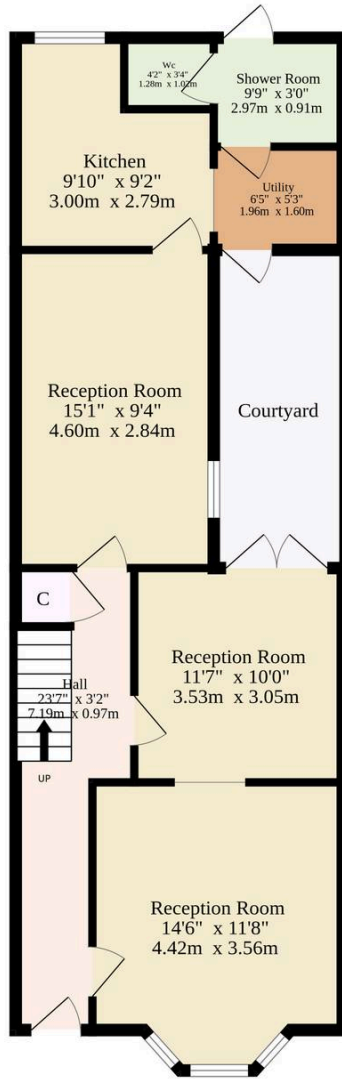 Wc
4'2" x 3'4"
1.28m x 1.02m
Shower Room
9'9" x 3'0"
2.97m x 0.91m
Kitchen
9'10" x 9'2"
3.00m x 2.79m
Utility
6'5" x 5'3"
1.96m x 1.60m
Reception Room
15'1" x 9'4"
4.60m x 2.84m
Courtyard
C
Hall
23'7" x 3'2"
7.19m x 0.97m
UP
Reception Room
11'7" x 10'0"
3.53m x 3.05m
Reception Room
14'6" x 11'8"
4.42m x 3.56m